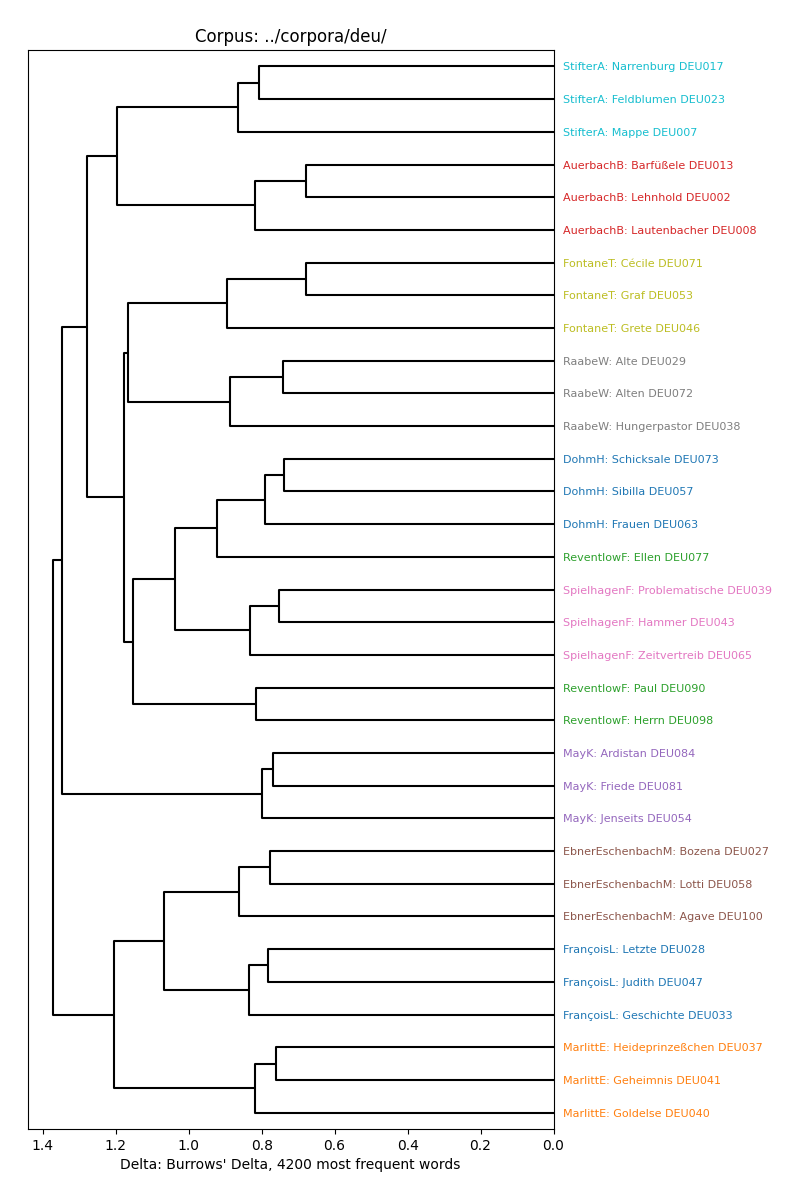 Corpus: ../corpora/deu/
StifterA: Narrenburg DEU017
StifterA: Feldblumen DEU023
StifterA: Mappe DEU007
AuerbachB: Barfüßele DEU013
AuerbachB: Lehnhold DEU002
AuerbachB: Lautenbacher DEU008
FontaneT: Cécile DEU071
FontaneT: Graf DEU053
FontaneT: Grete DEU046
RaabeW: Alte DEU029
RaabeW: Alten DEU072
RaabeW: Hungerpastor DEU038
DohmH: Schicksale DEU073
DohmH: Sibilla DEU057
DohmH: Frauen DEU063
ReventlowF: Ellen DEU077
SpielhagenF: Problematische DEU039
SpielhagenF: Hammer DEU043
SpielhagenF: Zeitvertreib DEU065
ReventlowF: Paul DEU090
ReventlowF: Herrn DEU098
MayK: Ardistan DEU084
MayK: Friede DEU081
MayK: Jenseits DEU054
EbnerEschenbachM: Bozena DEU027
EbnerEschenbachM: Lotti DEU058
EbnerEschenbachM: Agave DEU100
FrançoisL: Letzte DEU028
FrançoisL: Judith DEU047
FrançoisL: Geschichte DEU033
MarlittE: Heideprinzeßchen DEU037
MarlittE: Geheimnis DEU041
MarlittE: Goldelse DEU040
1.4 1.2 1.0 0.8 0.6 0.4 0.2 0.0
Delta: Burrows' Delta, 4200 most frequent words